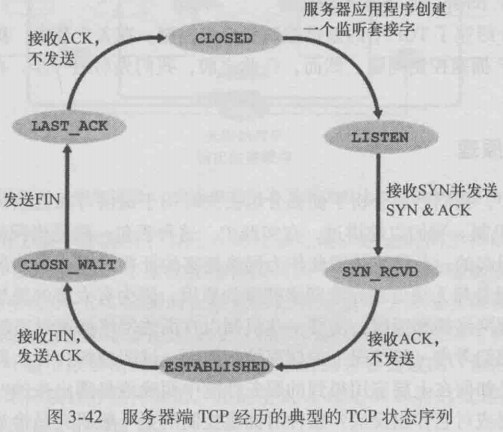 服务器应用程序创建
一个监听套接字
接收ACK，
不发送
CLOSED
LAST_ACK
LISTEN
发送FIN
接收SYN并发送
SYN & ACK
CLOSN_WAIT
SYN_RCVD
接收FIN，
发送ACK
接收ACK，
不发送
ESTABLISHED
图 3-42 服务器端 TCP 经历的典型的 TCP 状态序列